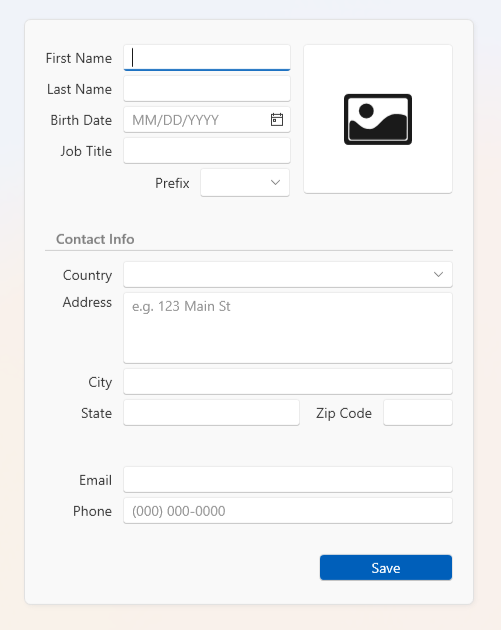 First Name
Last Name
Birth Date MM/DD/YYYY
Job Title
Prefix
Contact Info
Country
Address e.g. 123 Main St
City
State Zip Code
Email
Phone (000) 000-0000
Save